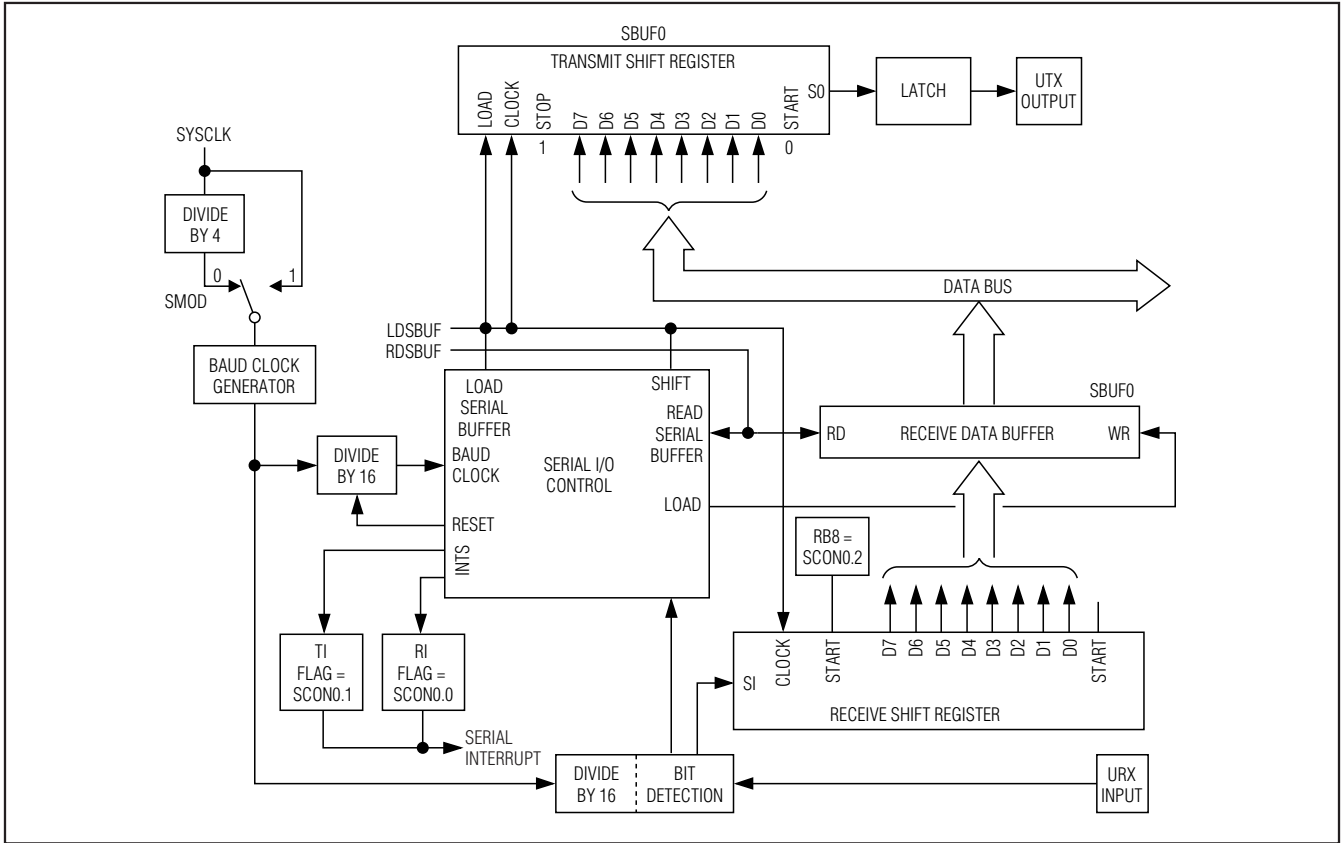 SBUF0
TRANSMIT SHIFT REGISTER
LOAD
CLOCK
STOP
1
D7
D6
D5
D4
D3
D2
D1
D0
START
0
S0
LATCH
UTX
OUTPUT
SYSCLK
DIVIDE
BY 4
0
1
SMOD
BAUD CLOCK
GENERATOR
DATA BUS
LDSBUF
RDSBUF
LOAD
SERIAL
BUFFER
SHIFT
READ
SERIAL
BUFFER
BAUD
CLOCK
SERIAL I/O
CONTROL
LOAD
RESET
INTS
DIVIDE
BY 16
SBUF0
RD
RECEIVE DATA BUFFER
WR
RB8 =
SCON0.2
TI
FLAG =
SCON0.1
RI
FLAG =
SCON0.0
SERIAL
INTERRUPT
SI
CLOCK
START
D7
D6
D5
D4
D3
D2
D1
D0
START
RECEIVE SHIFT REGISTER
DIVIDE
BY 16
BIT
DETECTION
URX
INPUT